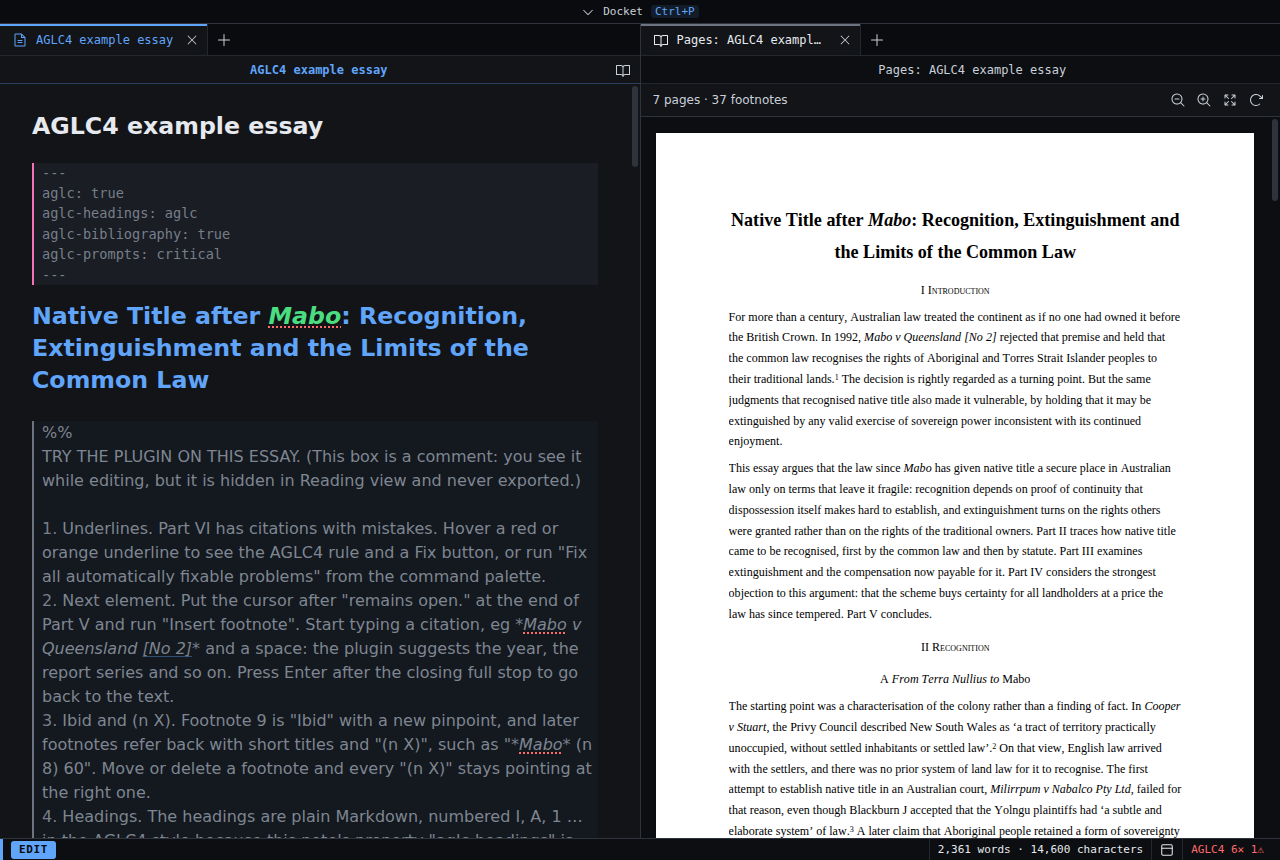 Docket Ctrl+P
AGLC4 example essay
Pages: AGLC4 exampl…
AGLC4 example essay
Pages: AGLC4 example essay
7 pages · 37 footnotes
AGLC4 example essay
---
aglc: true
aglc-headings: aglc
aglc-bibliography: true
aglc-prompts: critical
---
Native Title after Mabo: Recognition,
Extinguishment and the Limits of the
Common Law
%%
TRY THE PLUGIN ON THIS ESSAY. (This box is a comment: you see it
while editing, but it is hidden in Reading view and never exported.)
1. Underlines. Part VI has citations with mistakes. Hover a red or
orange underline to see the AGLC4 rule and a Fix button, or run "Fix
all automatically fixable problems" from the command palette.
2. Next element. Put the cursor after "remains open." at the end of
Part V and run "Insert footnote". Start typing a citation, eg *Mabo v
Queensland [No 2]* and a space: the plugin suggests the year, the
report series and so on. Press Enter after the closing full stop to go
back to the text.
3. Ibid and (n X). Footnote 9 is "Ibid" with a new pinpoint, and later
footnotes refer back with short titles and "(n X)", such as "*Mabo* (n
8) 60". Move or delete a footnote and every "(n X)" stays pointing at
the right one.
4. Headings. The headings are plain Markdown, numbered I, A, 1 …
Native Title after Mabo: Recognition, Extinguishment and
the Limits of the Common Law
I Introduction
For more than a century, Australian law treated the continent as if no one had owned it before
the British Crown. In 1992, Mabo v Queensland [No 2] rejected that premise and held that
the common law recognises the rights of Aboriginal and Torres Strait Islander peoples to
their traditional lands.1 The decision is rightly regarded as a turning point. But the same
judgments that recognised native title also made it vulnerable, by holding that it may be
extinguished by any valid exercise of sovereign power inconsistent with its continued
enjoyment.
This essay argues that the law since Mabo has given native title a secure place in Australian
law only on terms that leave it fragile: recognition depends on proof of continuity that
dispossession itself makes hard to establish, and extinguishment turns on the rights others
were granted rather than on the rights of the traditional owners. Part II traces how native title
came to be recognised, first by the common law and then by statute. Part III examines
extinguishment and the compensation now payable for it. Part IV considers the strongest
objection to this argument: that the scheme buys certainty for all landholders at a price the
law has since tempered. Part V concludes.
II Recognition
A From Terra Nullius to Mabo
The starting point was a characterisation of the colony rather than a finding of fact. In Cooper
v Stuart, the Privy Council described New South Wales as ‘a tract of territory practically
unoccupied, without settled inhabitants or settled law’.2 On that view, English law arrived
with the settlers, and there was no prior system of land law for it to recognise. The first
attempt to establish native title in an Australian court, Milirrpum v Nabalco Pty Ltd, failed for
that reason, even though Blackburn J accepted that the Yolngu plaintiffs had ‘a subtle and
elaborate system’ of law.3 A later claim that Aboriginal people retained a form of sovereignty
EDIT
2,361 words · 14,600 characters
AGLC4 6× 1⚠